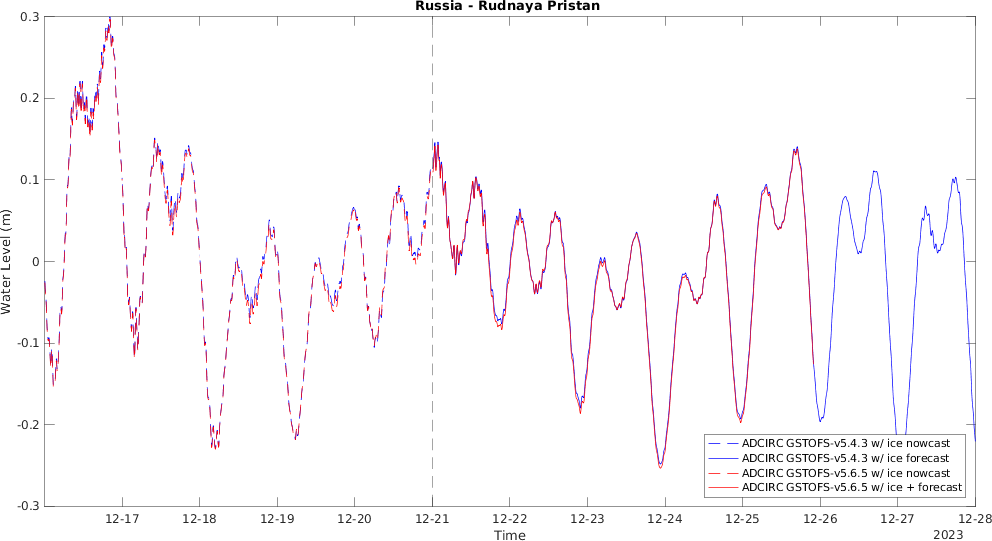 Russia - Rudnaya Pristan
0.3
0.2
0.1
0
-0.1
-0.2
-0.3
Water Level (m)
ADCIRC GSTOFS-v5.4.3 w/ ice nowcast
ADCIRC GSTOFS-v5.4.3 w/ ice forecast
ADCIRC GSTOFS-v5.6.5 w/ ice nowcast
ADCIRC GSTOFS-v5.6.5 w/ ice + forecast
12-17 12-18 12-19 12-20 12-21 12-22 12-23 12-24 12-25 12-26 12-27 12-28
Time
2023